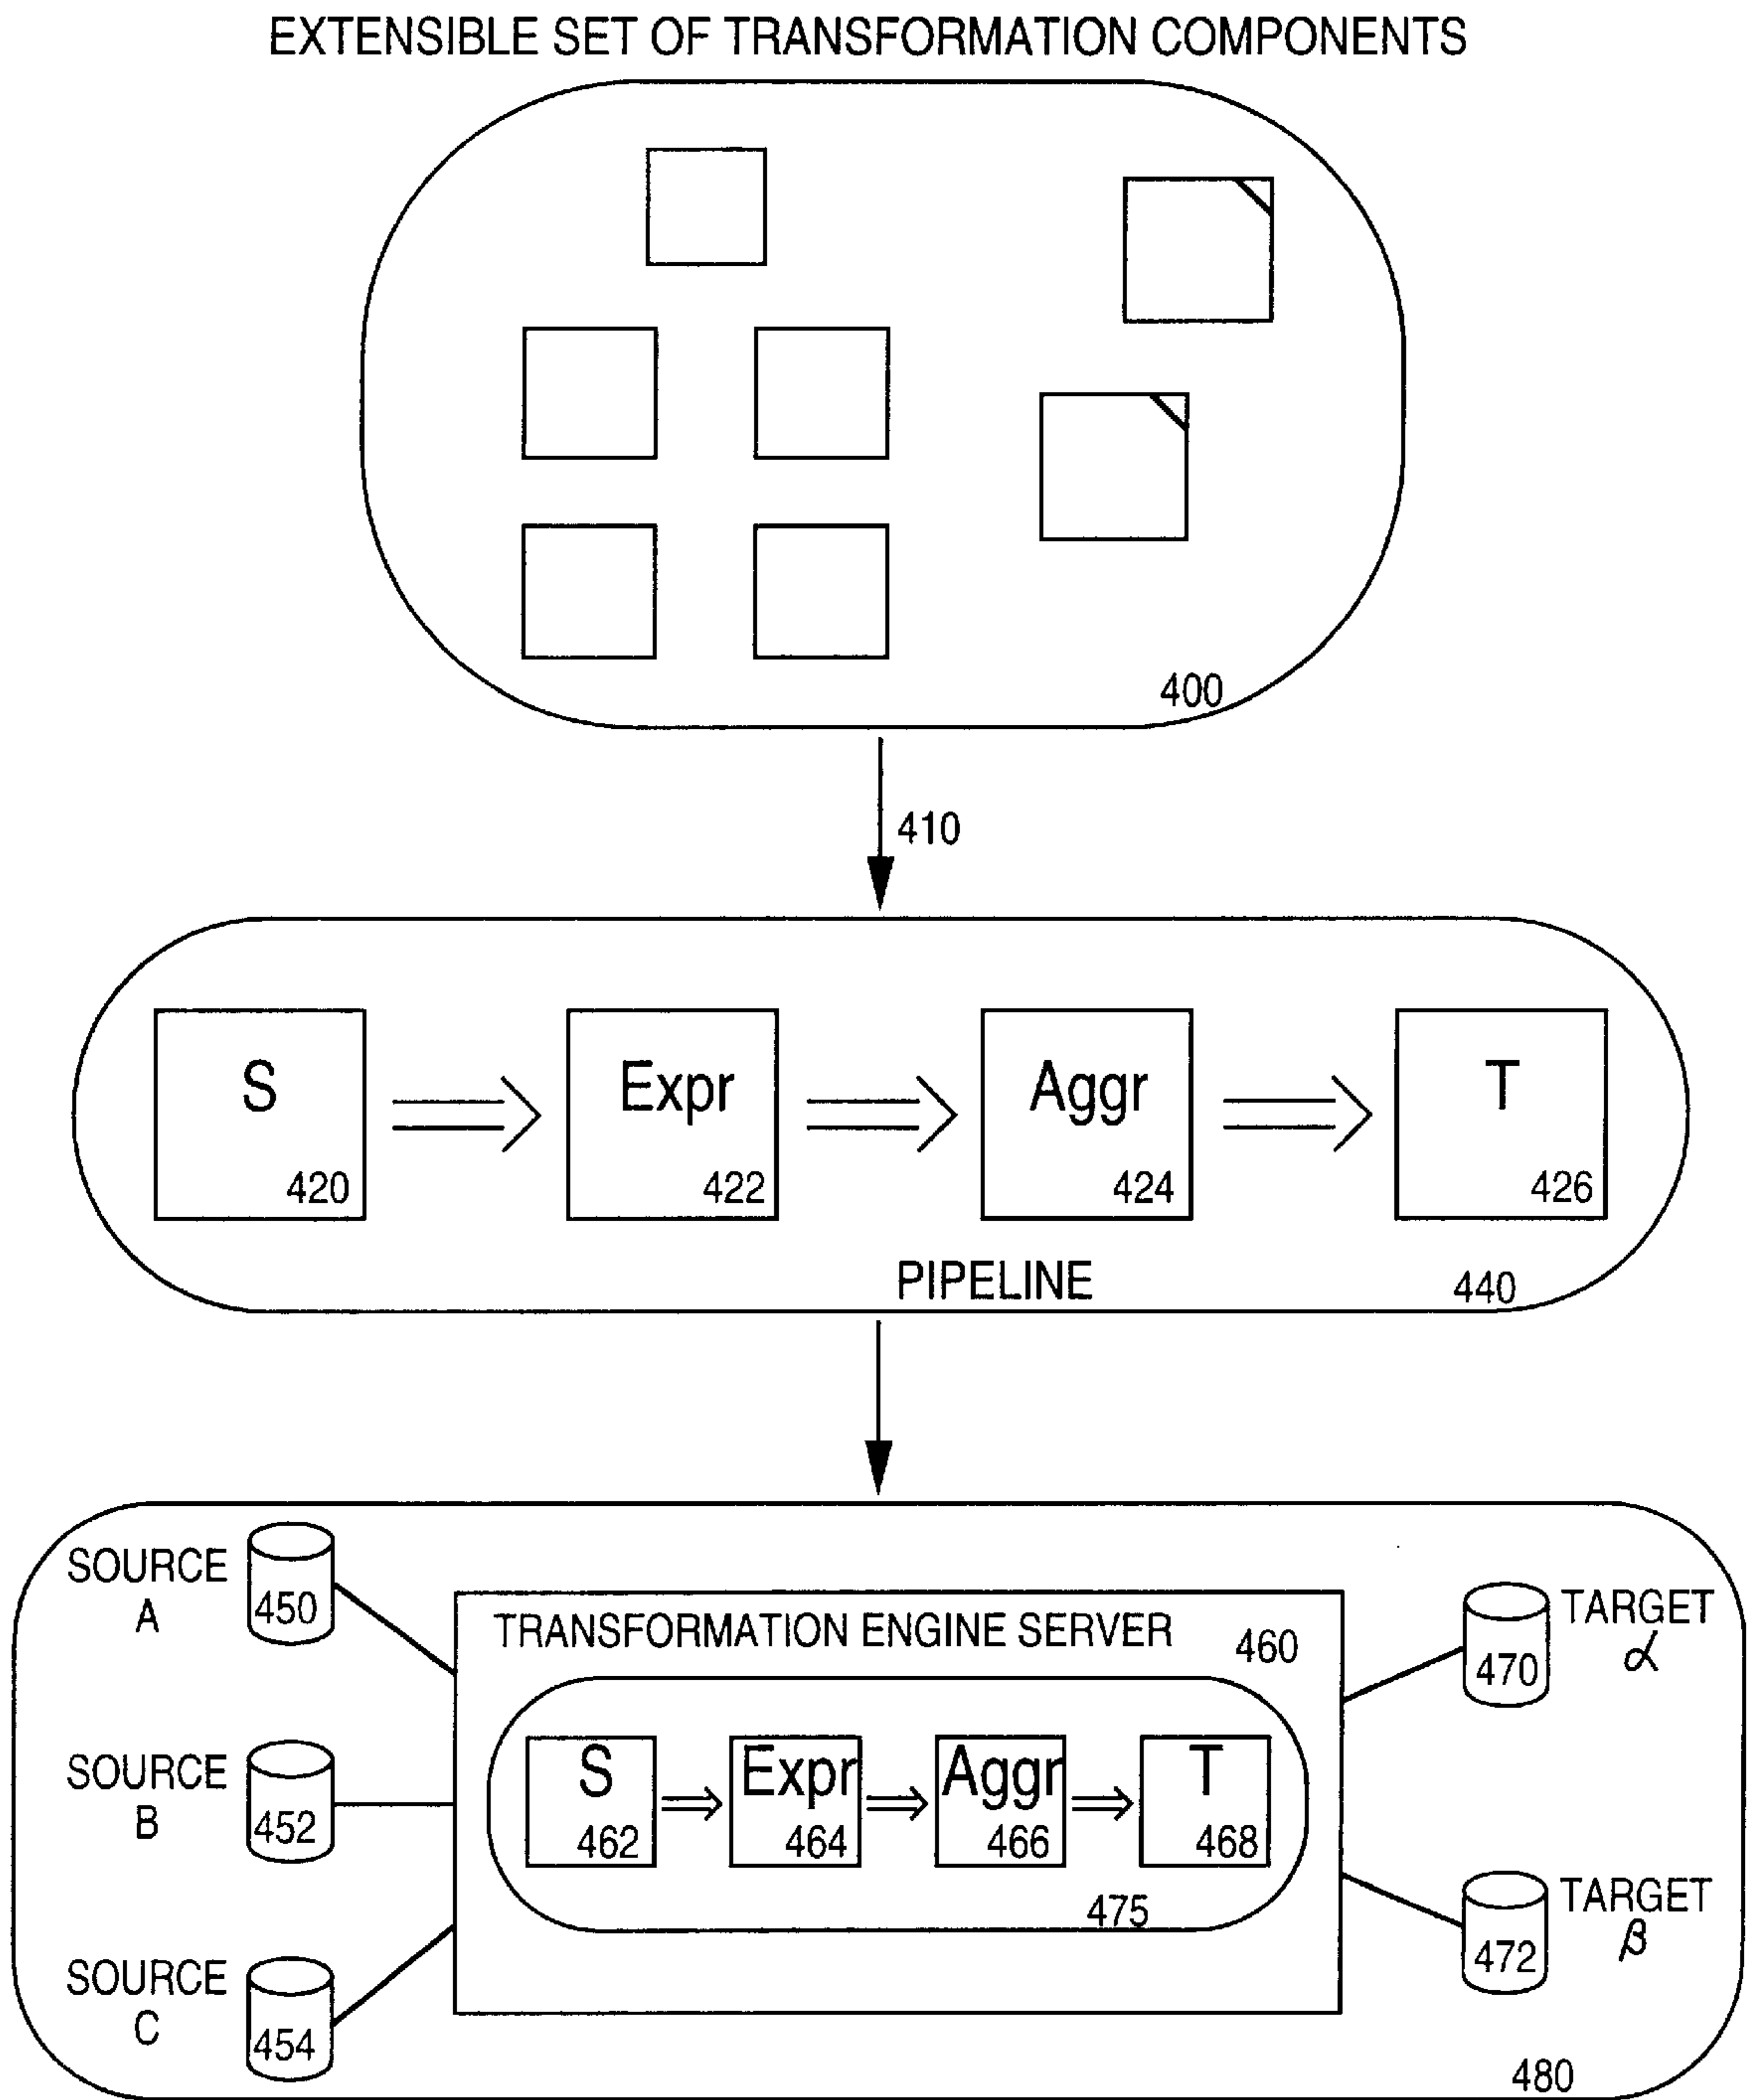 EXTENSIBLE SET OF TRANSFORMATION COMPONENTS
400
410
S
420
Expr
422
Aggr
424
T
426
PIPELINE
440
SOURCE
A
450
SOURCE
B
452
SOURCE
C
454
TRANSFORMATION ENGINE SERVER
460
S
462
Expr
464
Aggr
466
T
468
475
TARGET
α
470
TARGET
β
472
480